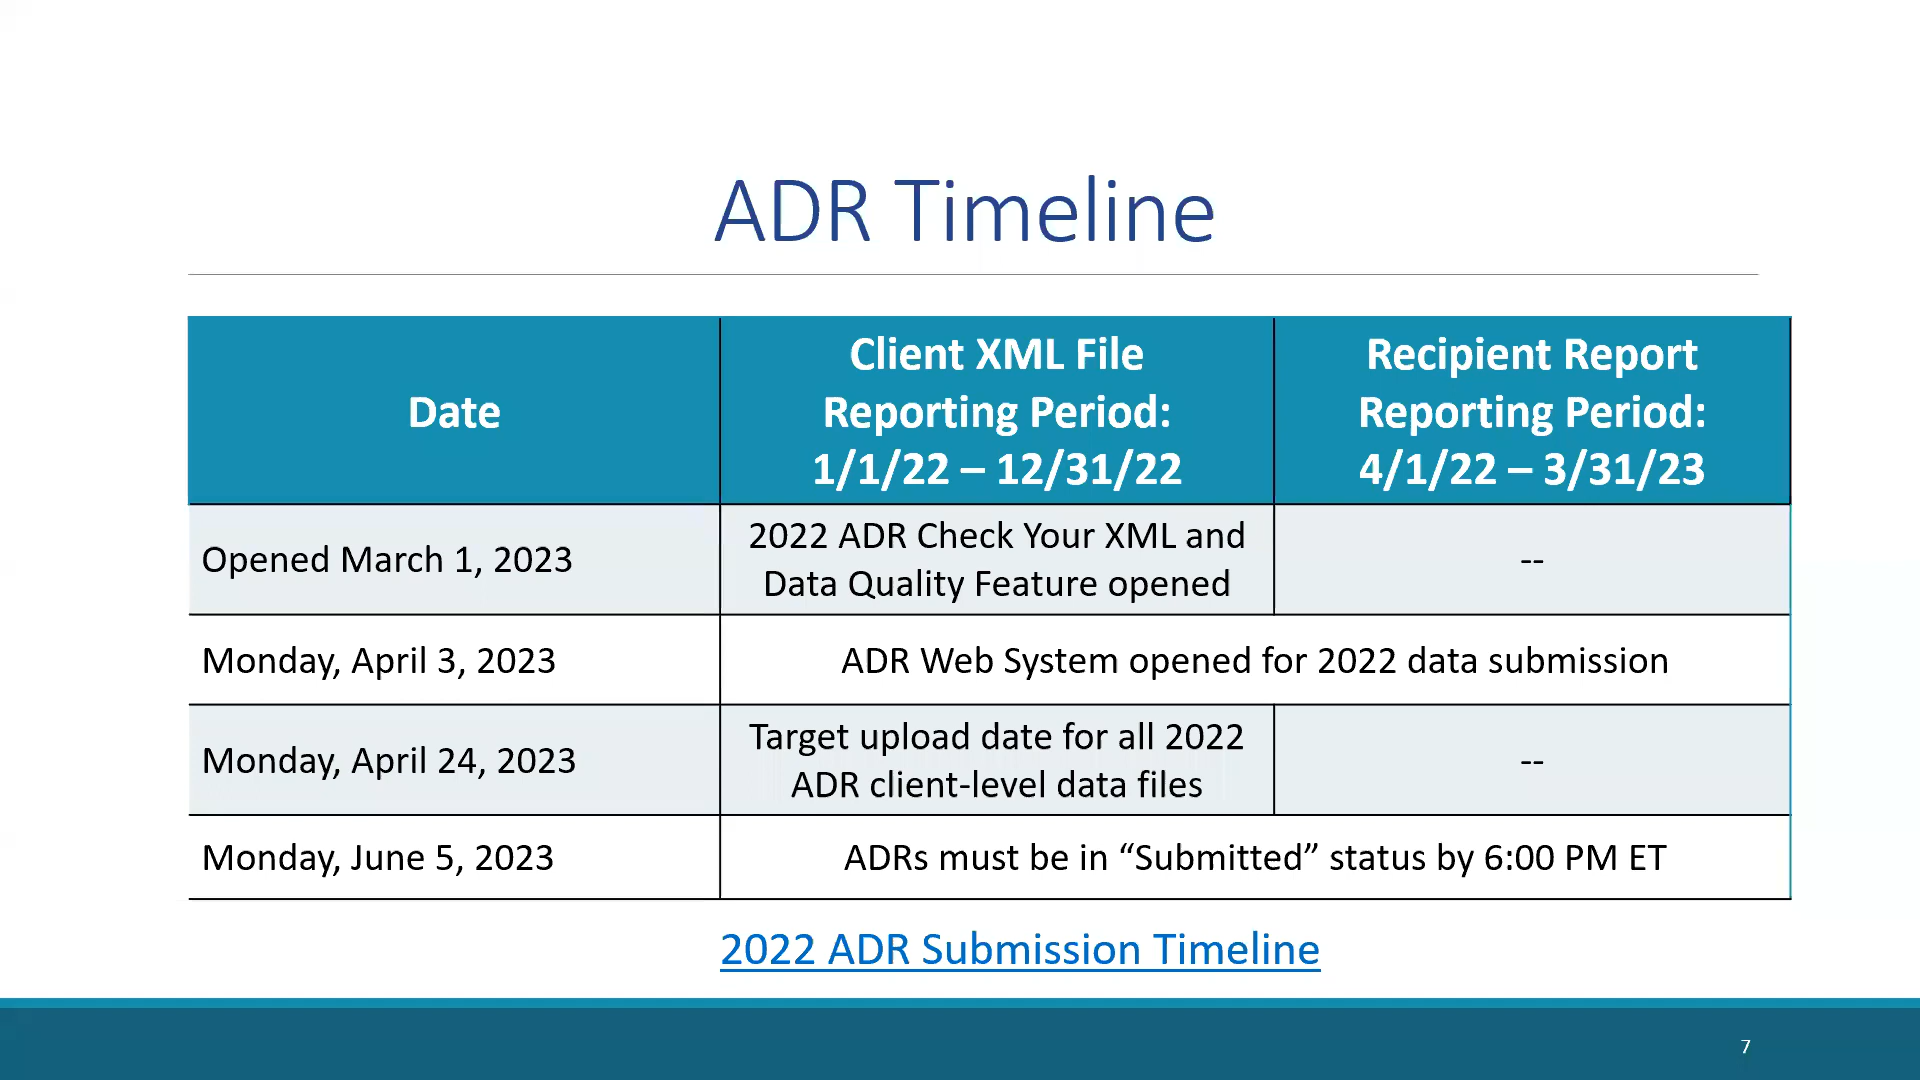 ADR Timeline
Date
Client XML File
Reporting Period:
1/1/22 – 12/31/22
Recipient Report
Reporting Period:
4/1/22 – 3/31/23
Opened March 1, 2023
2022 ADR Check Your XML and
Data Quality Feature opened
--
Monday, April 3, 2023
ADR Web System opened for 2022 data submission
Monday, April 24, 2023
Target upload date for all 2022
ADR client-level data files
--
Monday, June 5, 2023
ADRs must be in “Submitted” status by 6:00 PM ET
2022 ADR Submission Timeline
7